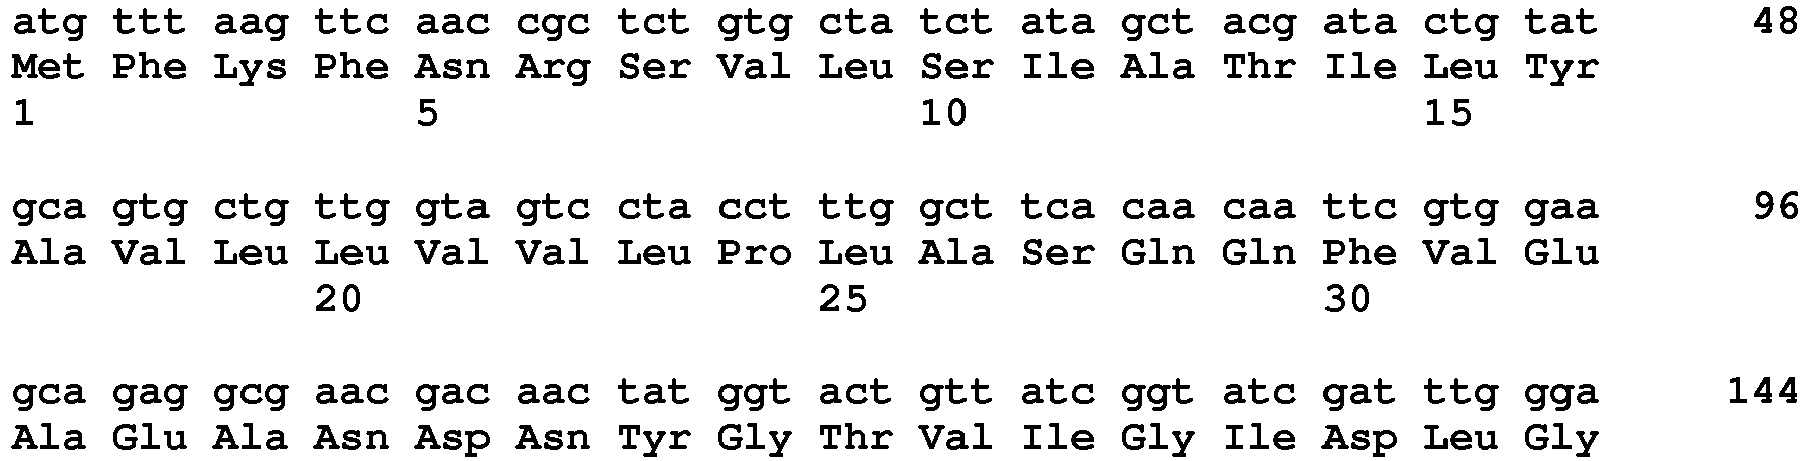 atg ttt aag ttc aac cgc tct gtg cta tct ata gct acg ata ctg tat 48
Met Phe Lys Phe Asn Arg Ser Val Leu Ser Ile Ala Thr Ile Leu Tyr
1 5 10 15
gca gtg ctg ttg gta gtc cta cct ttg gct tca caa caa ttc gtg gaa 96
Ala Val Leu Leu Val Val Leu Pro Leu Ala Ser Gln Gln Phe Val Glu
20 25 30
gca gag gcg aac gac aac tat ggt act gtt atc ggt atc gat ttg gga 144
Ala Glu Ala Asn Asp Asn Tyr Gly Thr Val Ile Gly Ile Asp Leu Gly